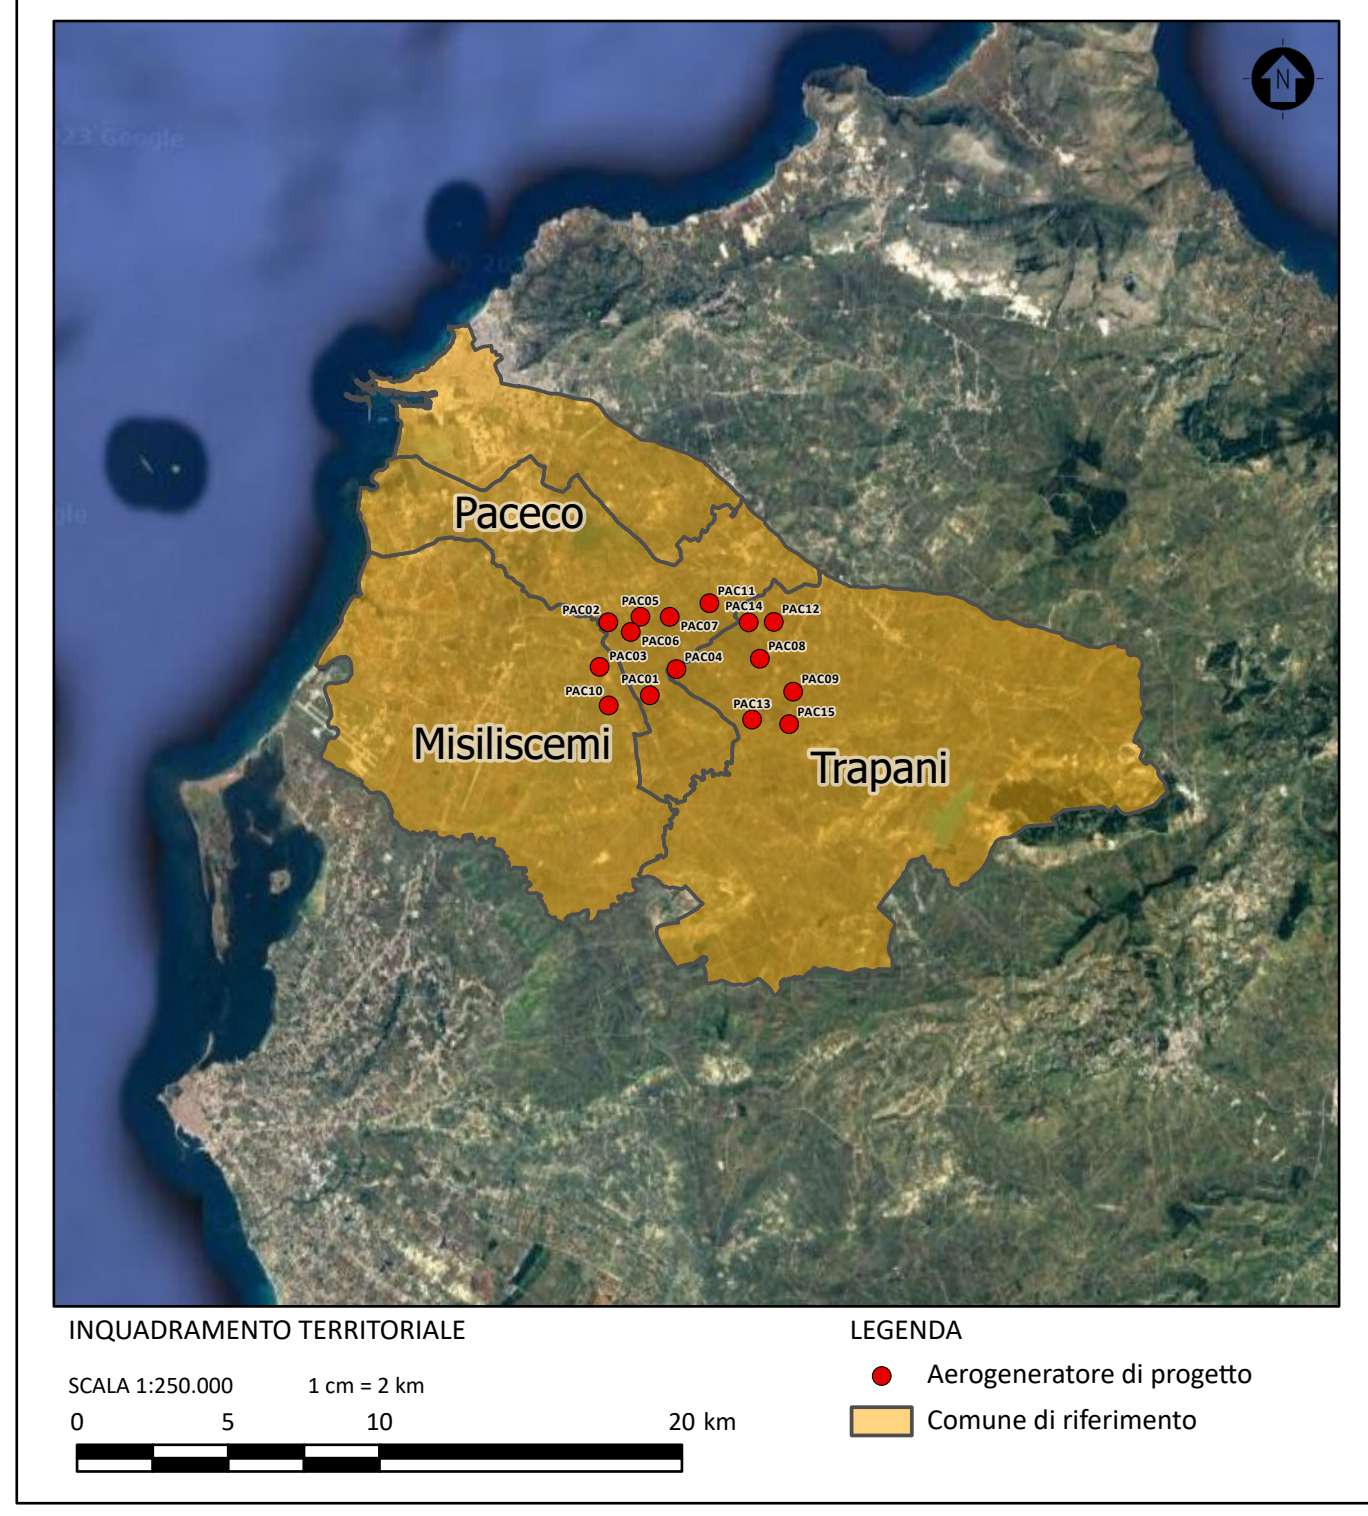 N
23 Google
Paceco
PAC11
PAC05
PAC02
PAC14
PAC12
PAC07
PAC06
PAC08
PAC03
PAC04
PAC01
PAC09
PAC10
PAC13
PAC15
Misiliscemi
Trapani
INQUADRAMENTO TERRITORIALE
SCALA 1:250.000 1 cm = 2 km
0 5 10 20 km
LEGENDA
Aerogeneratore di progetto
Comune di riferimento